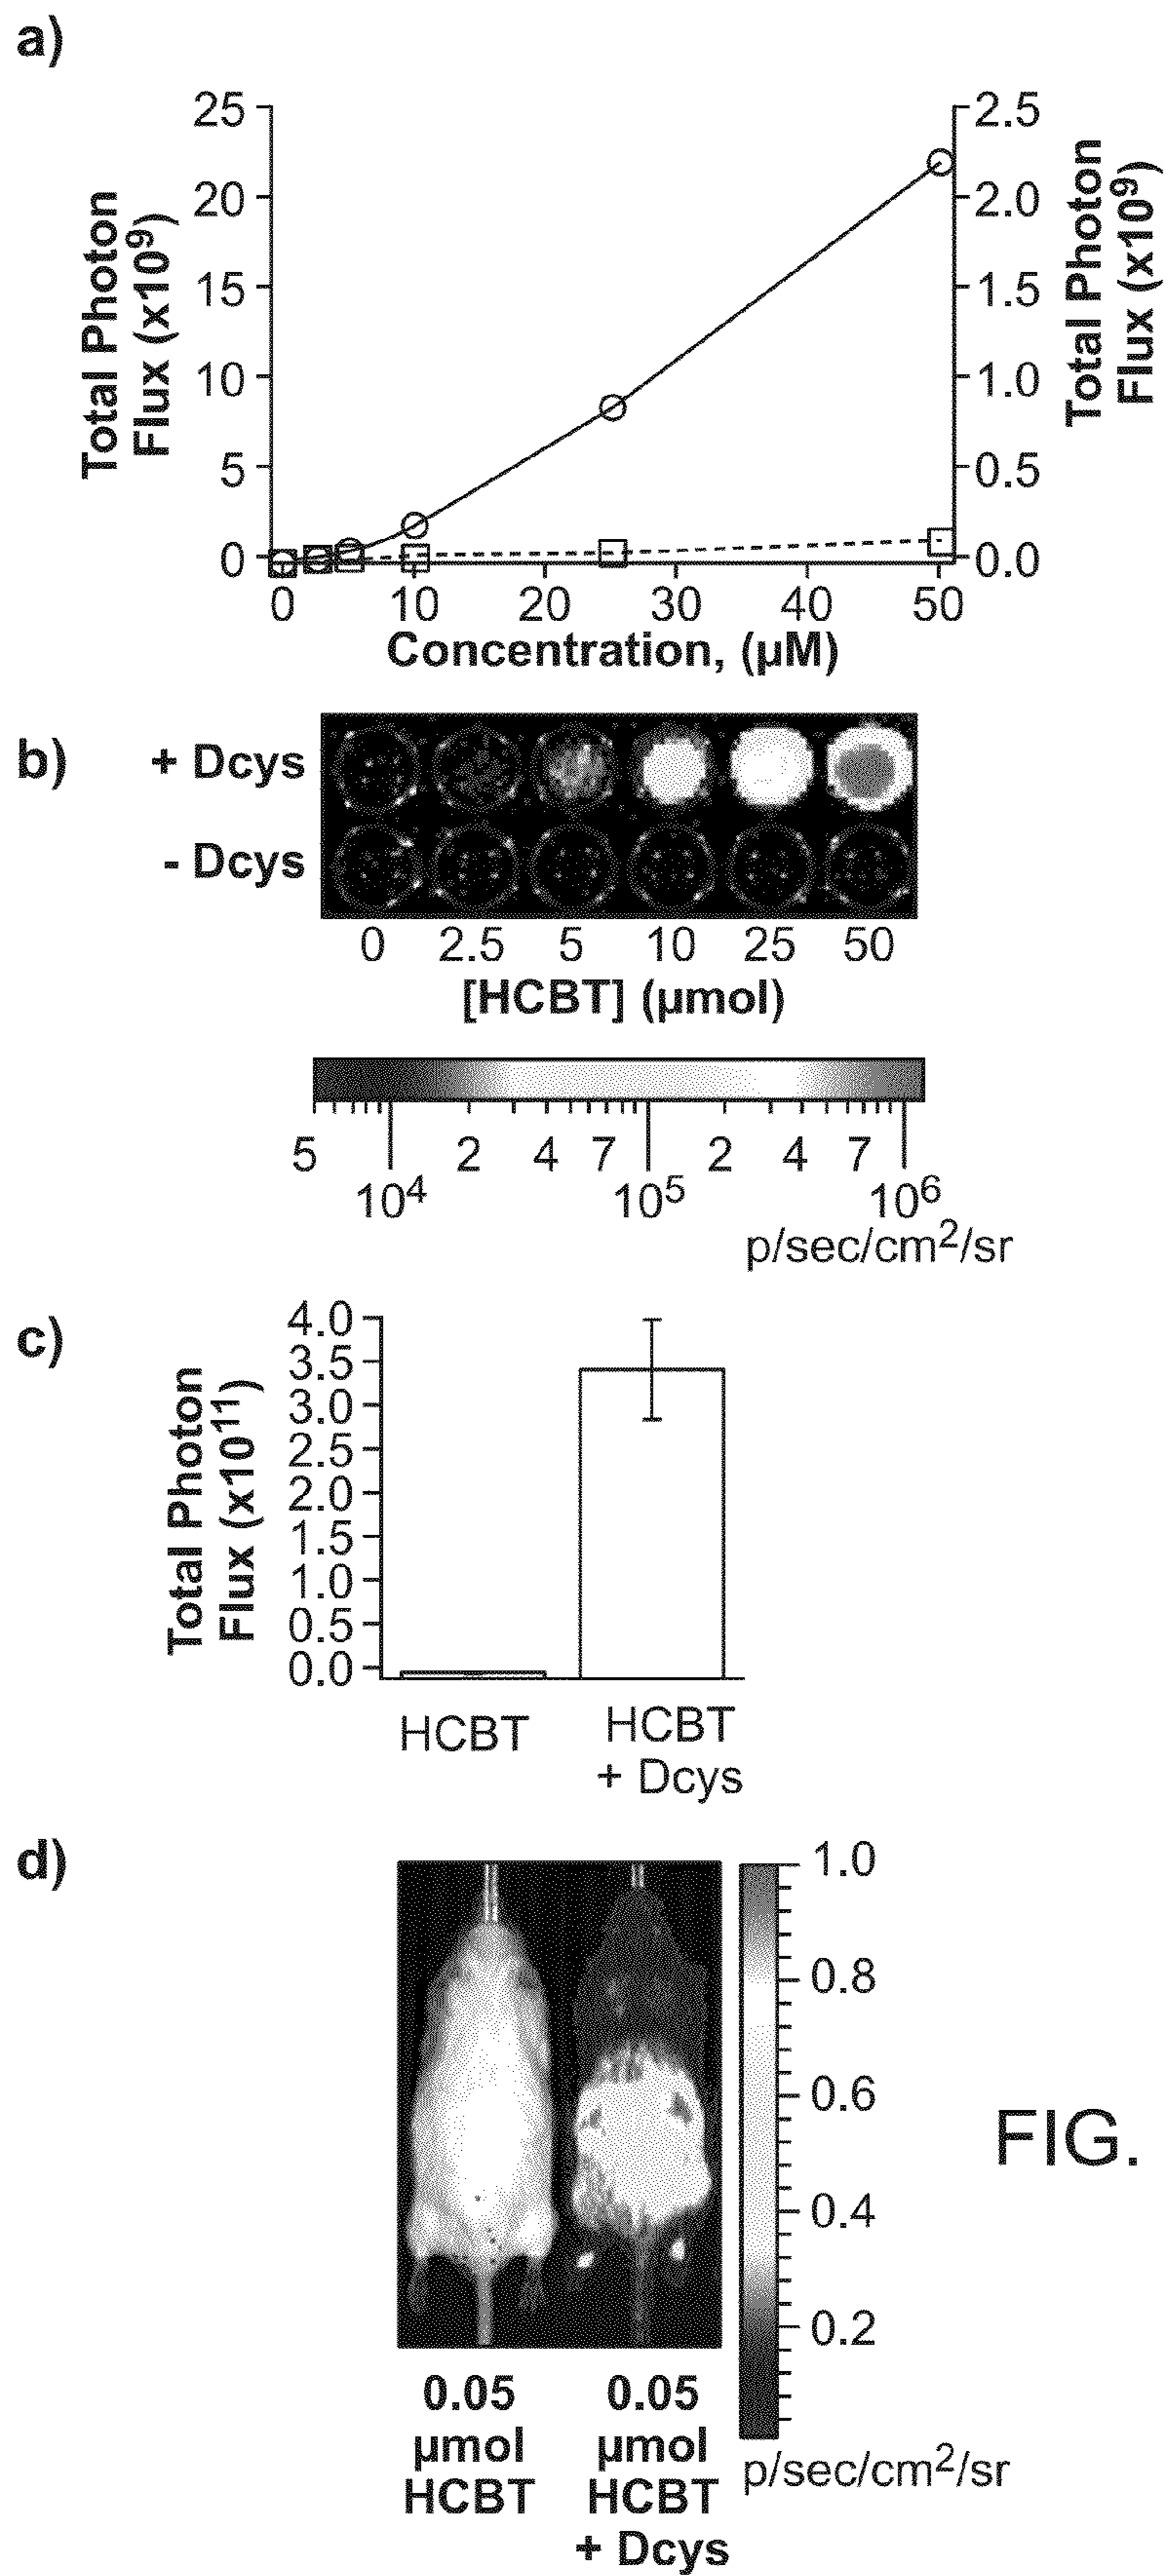 a)
25
20
15
10
5
0
Total Photon
Flux (x10⁹)
2.5
2.0
1.5
1.0
0.5
0.0
Total Photon
Flux (x10⁹)
0 10 20 30 40 50
Concentration, (µM)
b)
+ Dcys
- Dcys
0 2.5 5 10 25 50
[HCBT] (µmol)
5 2 4 7 2 4 7
10⁴ 10⁵ 10⁶
p/sec/cm²/sr
c)
4.0
3.5
3.0
2.5
2.0
1.5
1.0
0.5
0.0
Total Photon
Flux (x10¹¹)
HCBT
HCBT
+ Dcys
d)
1.0
0.8
0.6
0.4
0.2
p/sec/cm²/sr
0.05
µmol
HCBT
0.05
µmol
HCBT
+ Dcys
FIG.